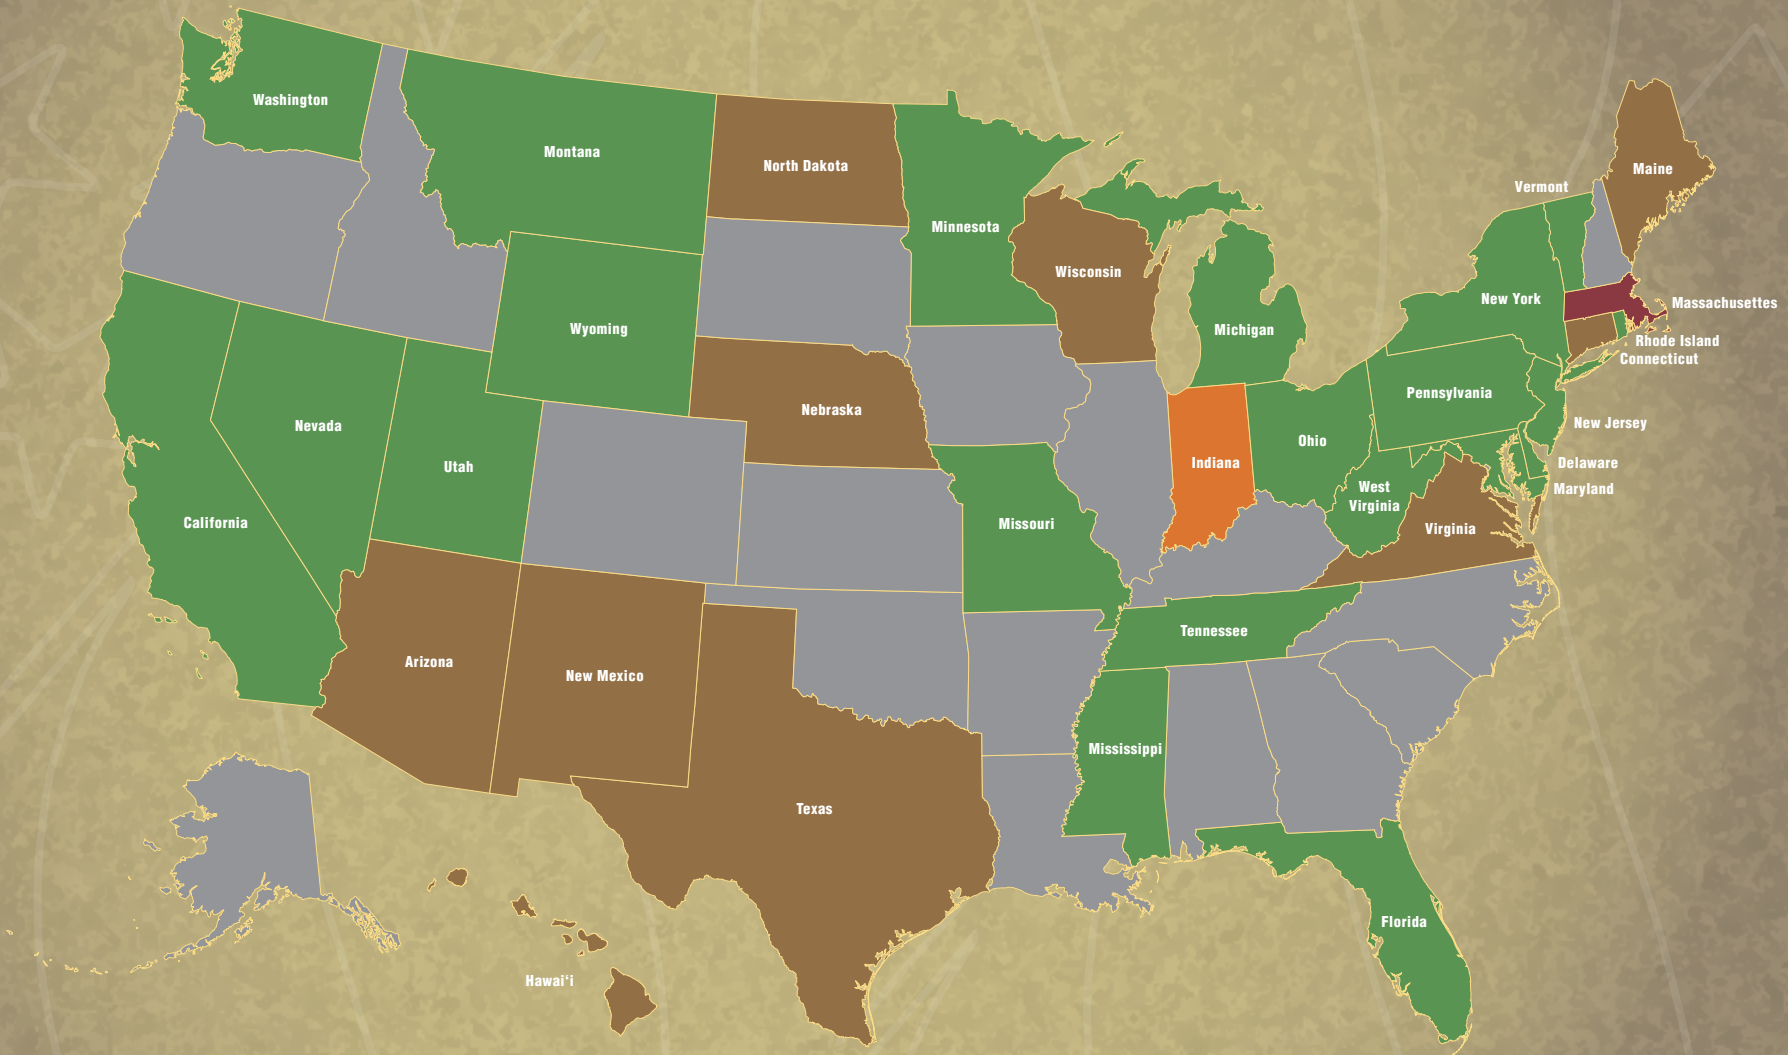 Washington
Montana
North Dakota
Minnesota
Wisconsin
Michigan
Vermont
Maine
New York
Massachusettes
Rhode Island
Connecticut
Wyoming
Nebraska
Nevada
Utah
California
Missouri
Indiana
Ohio
Pennsylvania
New Jersey
Delaware
Maryland
West
Virginia
Virginia
Tennessee
Arizona
New Mexico
Mississippi
Texas
Florida
Hawai‘i